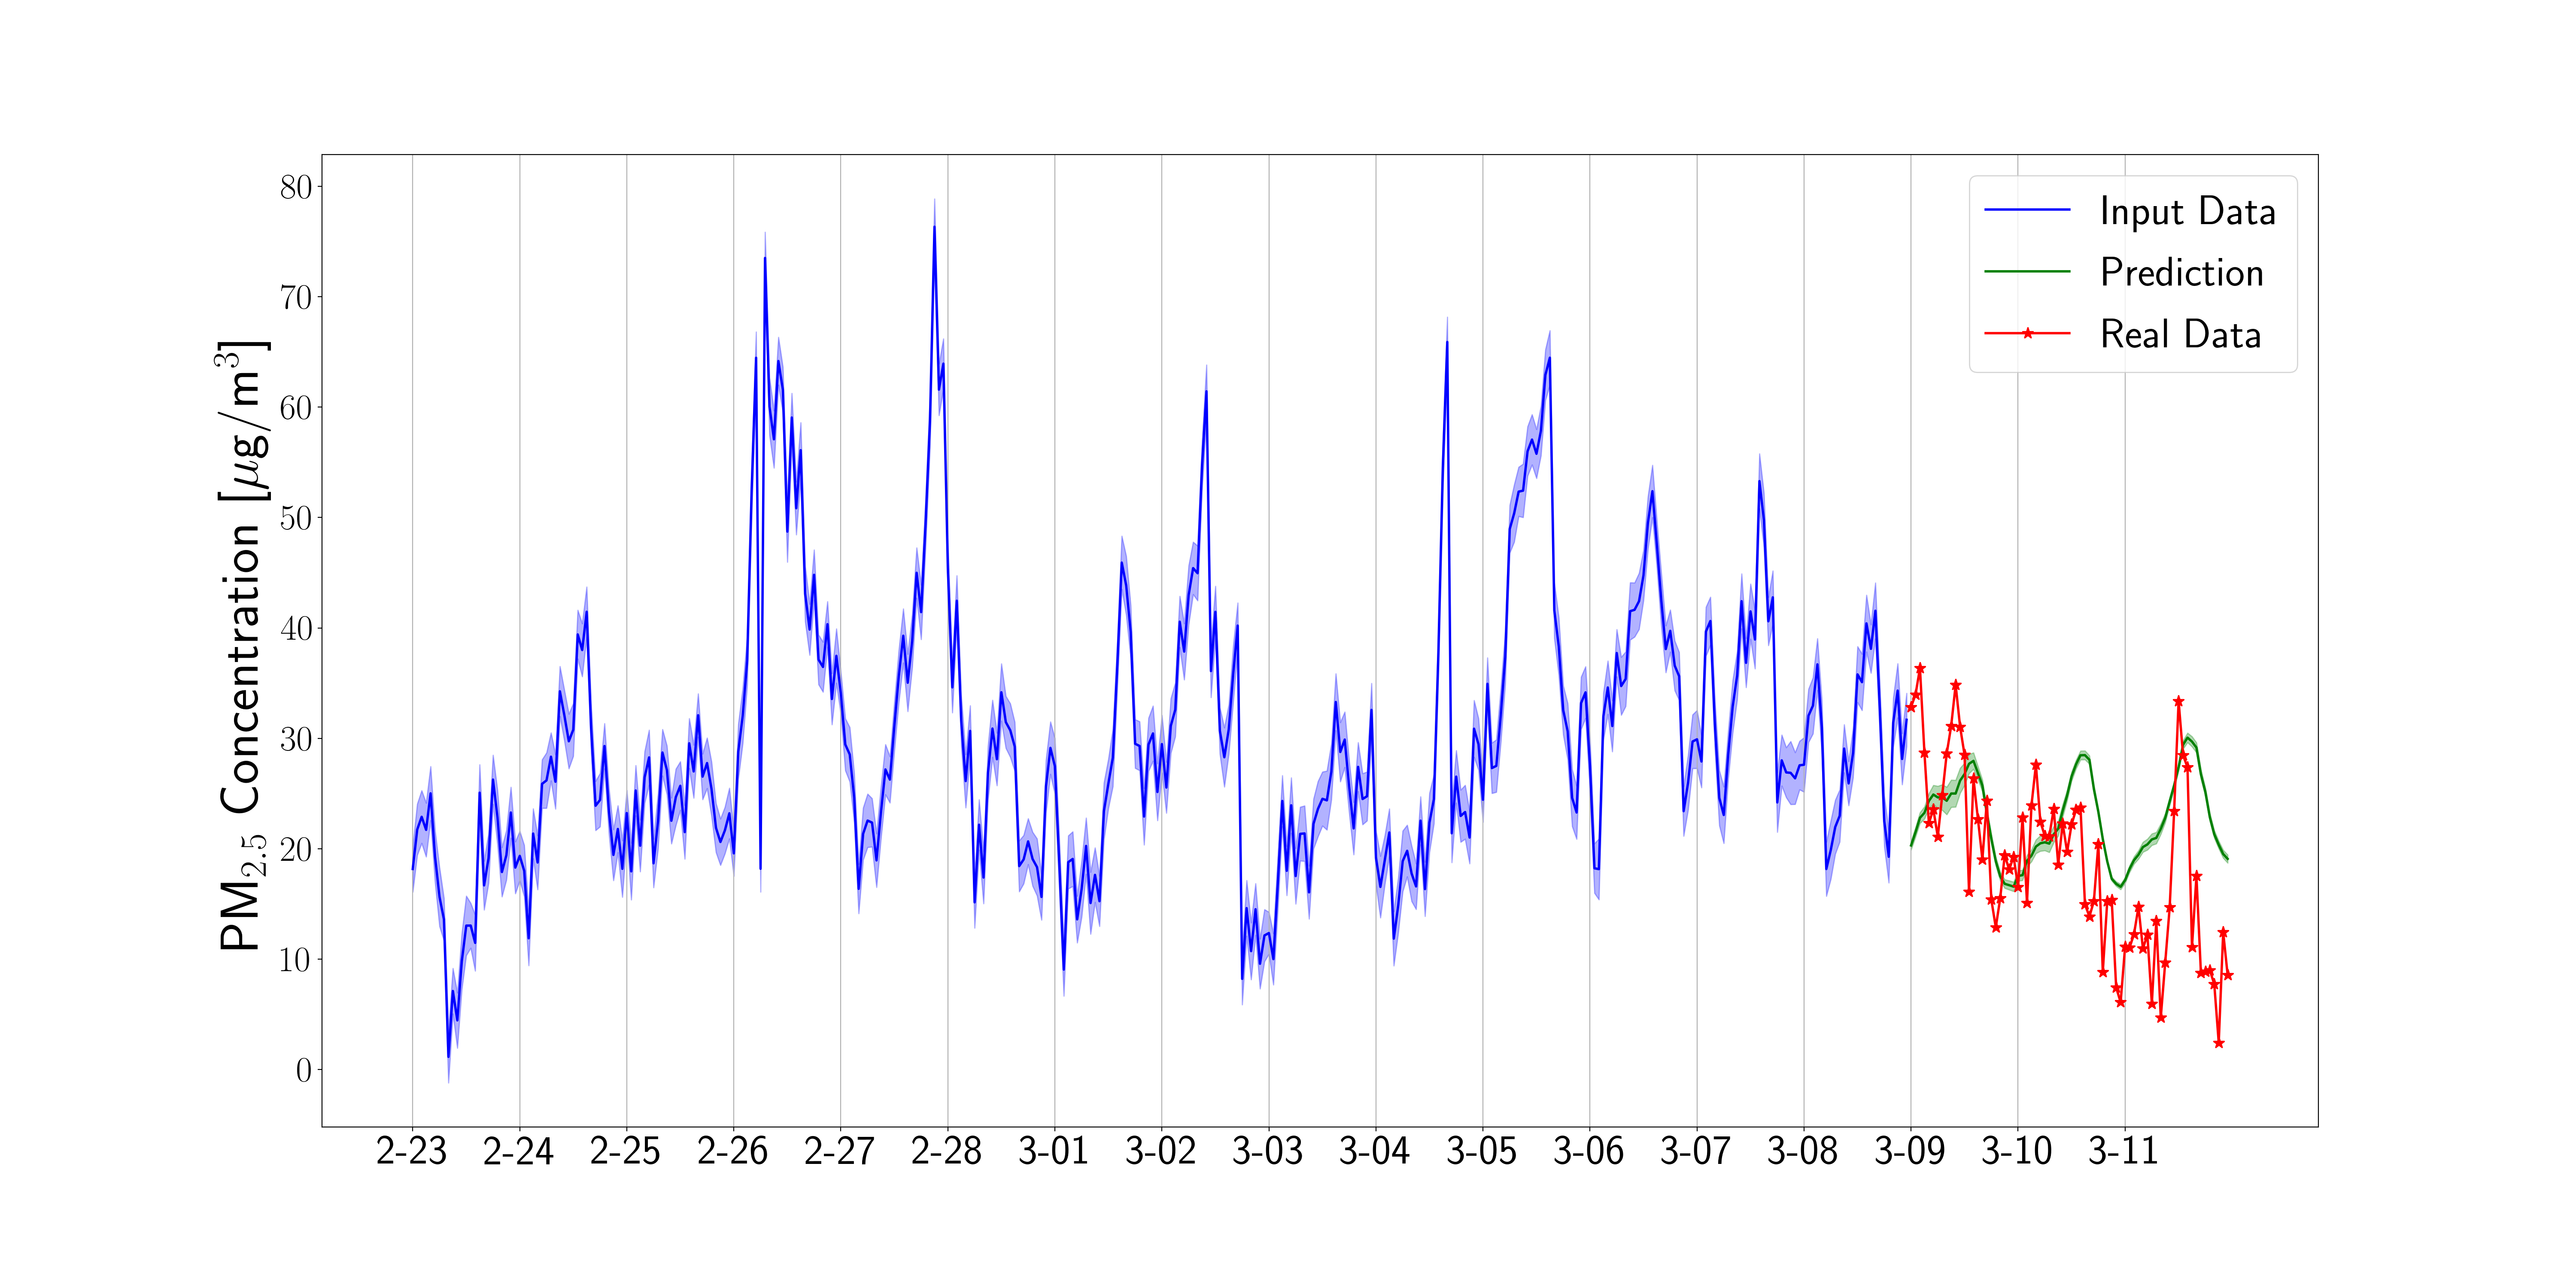 PM2.5 Concentration [μg/m³]
80
70
60
50
40
30
20
10
0
2-23 2-24 2-25 2-26 2-27 2-28 3-01 3-02 3-03 3-04 3-05 3-06 3-07 3-08 3-09 3-10 3-11
Input Data
Prediction
Real Data